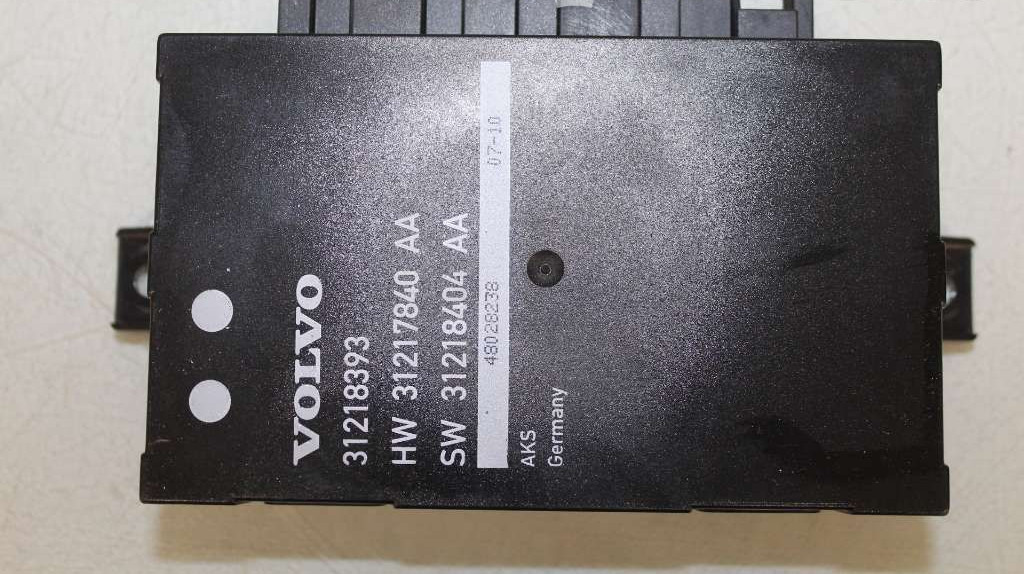 VOLVO
31218393
HW 31217840 AA
SW 31218404 AA
48028238 07-10
AKS
Germany